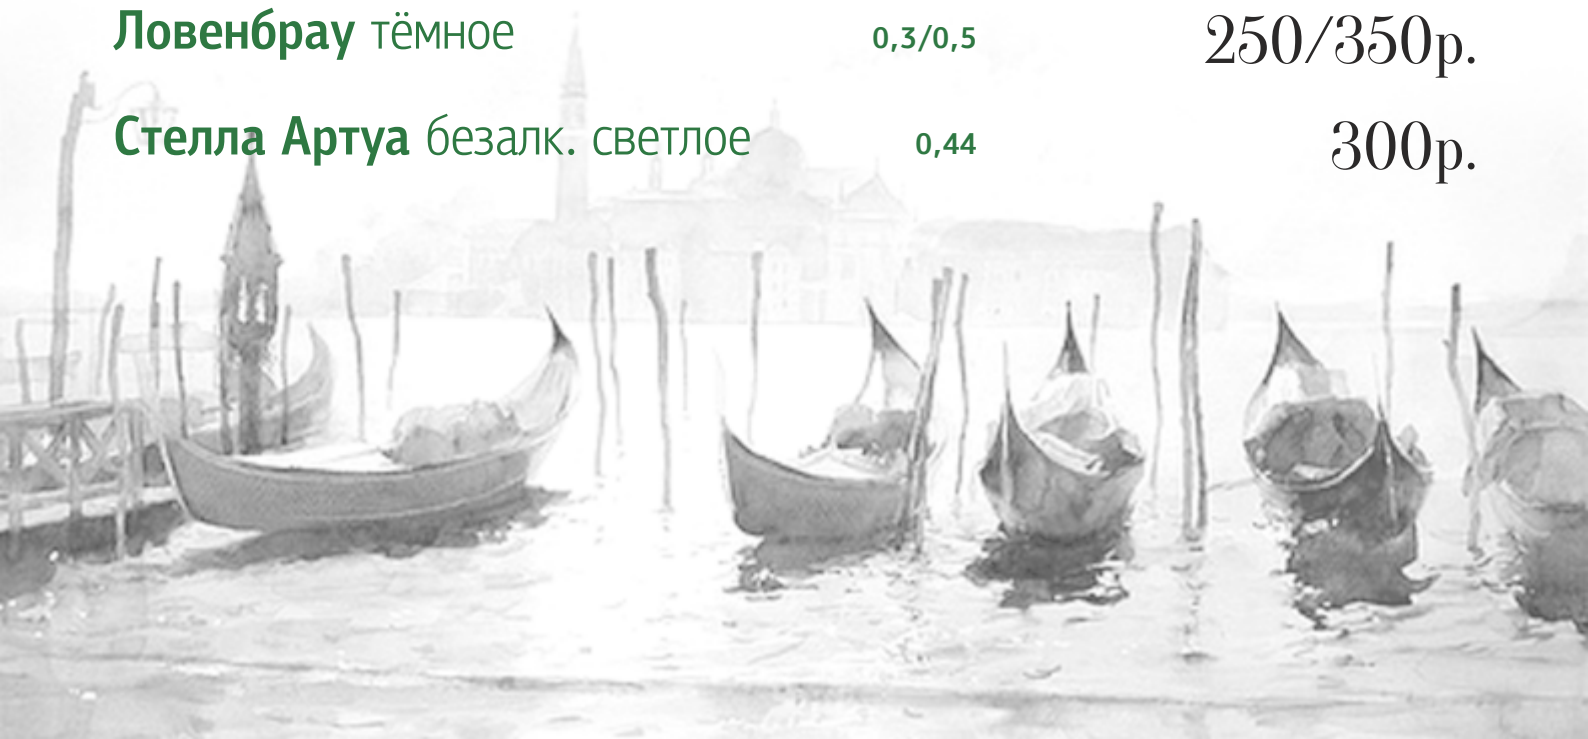 Ловенбрау тёмное 0,3/0,5 250/350р.
Стелла Артуа безалк. светлое 0,44 300р.